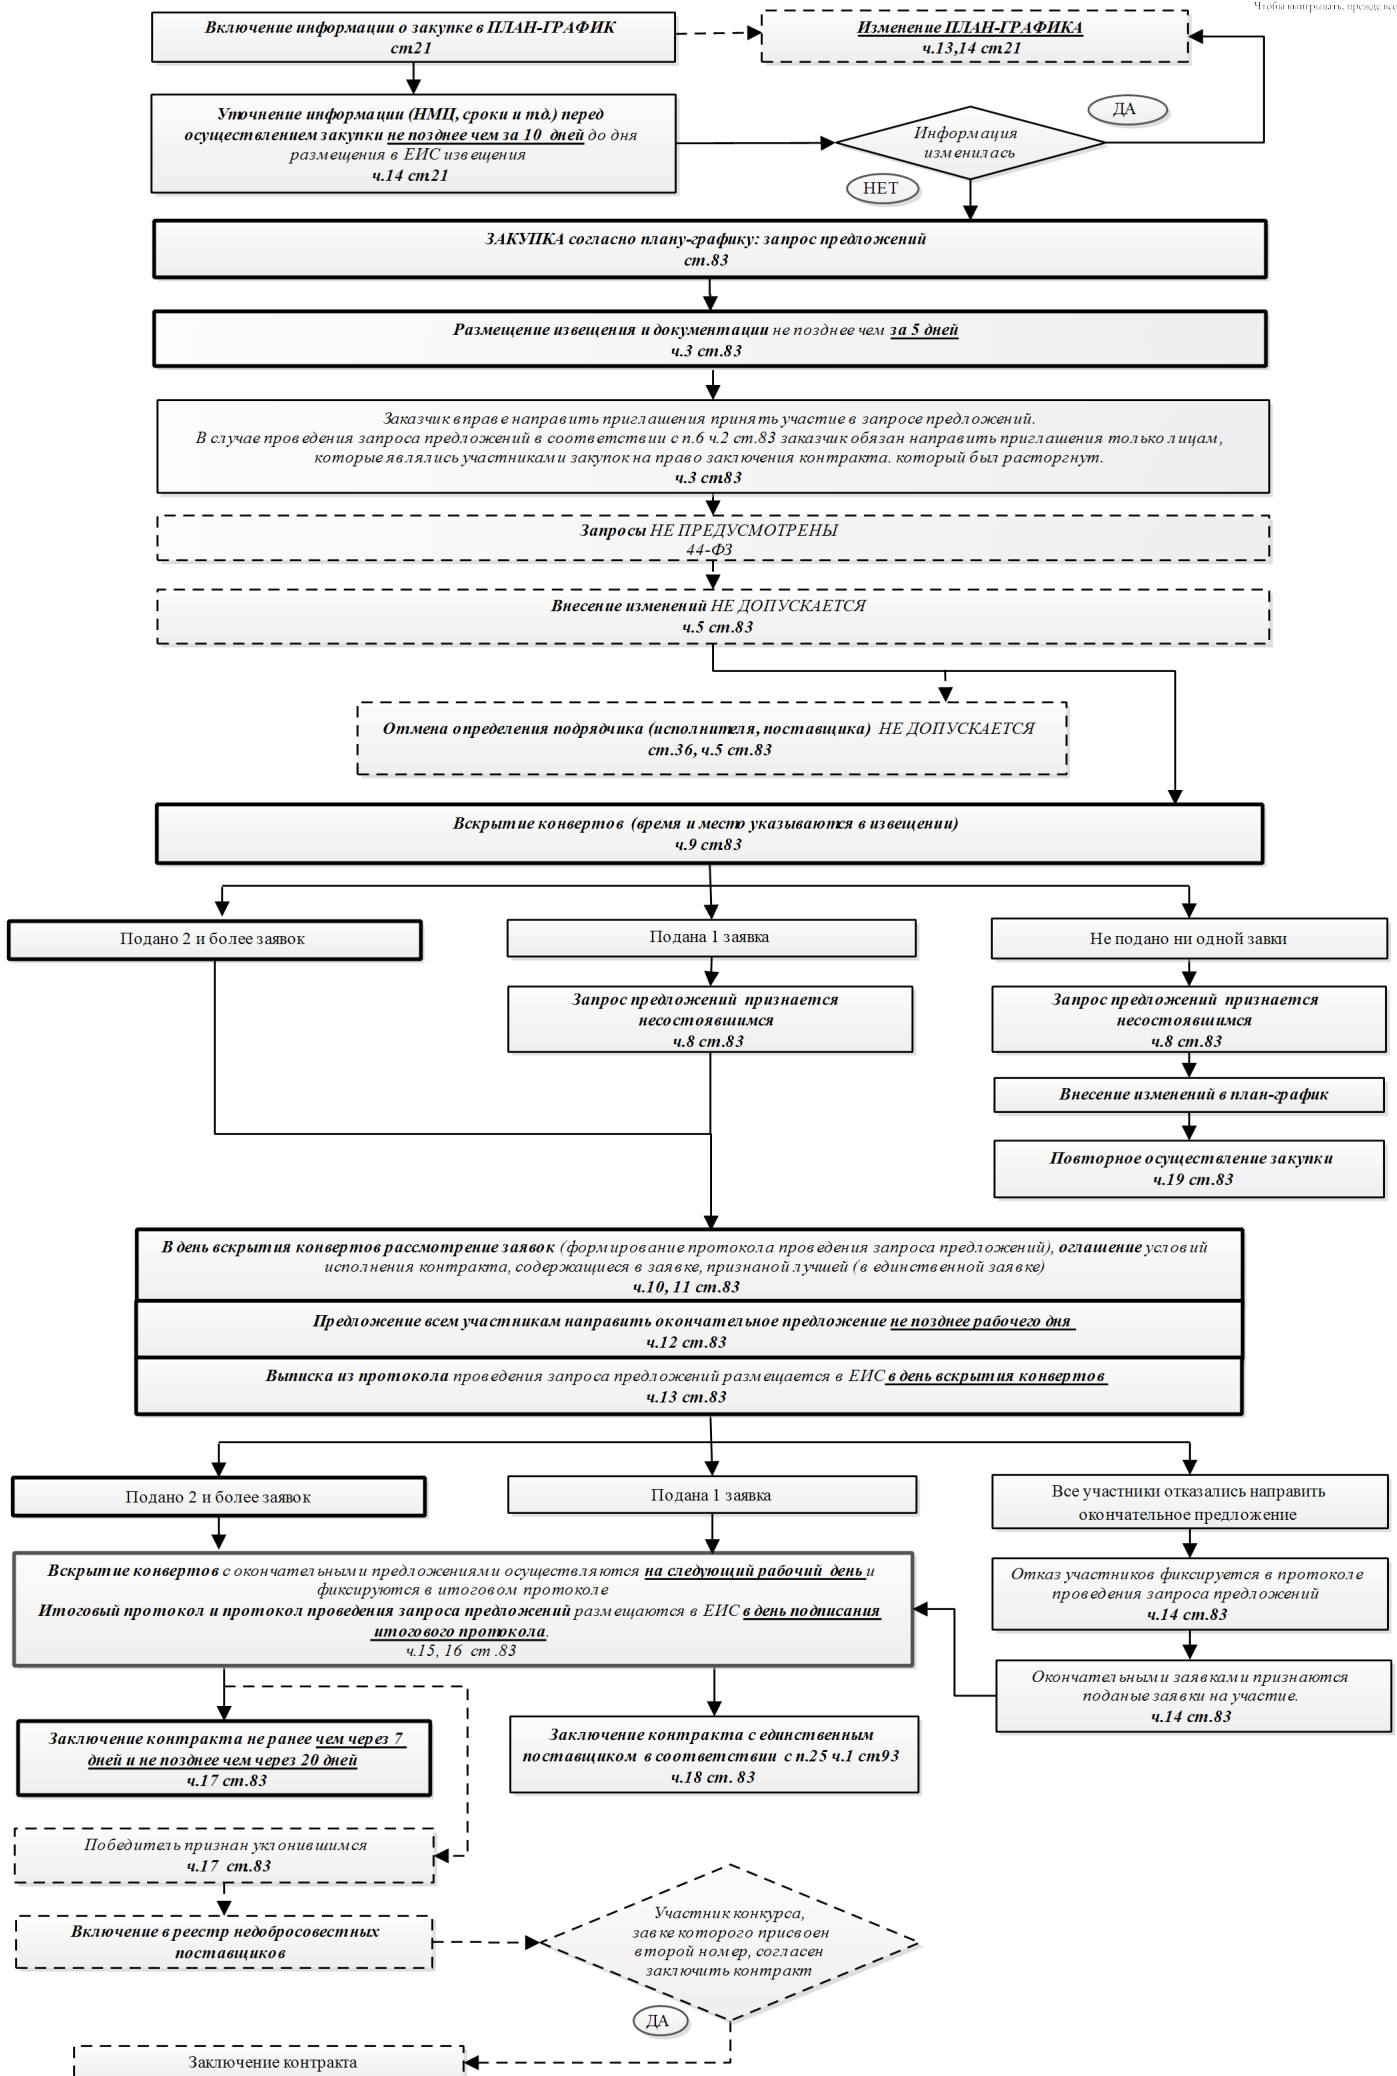 Чтобы выигрывать, прежде все
Включение информации о закупке в ПЛАН-ГРАФИК
ст.21
Изменение ПЛАН-ГРАФИКА
ч.13,14 ст21
Уточнение информации (НМЦ, сроки и т.д.) перед
осуществлением закупки не позднее чем за 10 дней до дня
размещения в ЕИС извещения
ч.14 ст.21
Информация
изменилась
ДА
НЕТ
ЗАКУПКА согласно плану-графику: запрос предложений
ст.83
Размещение извещения и документации не позднее чем за 5 дней
ч.3 ст.83
Заказчик вправе направить приглашения принять участие в запросе предложений.
В случае проведения запроса предложений в соответствии с п.6 ч.2 ст.83 заказчик обязан направить приглашения только лицам,
которые являлись участниками закупок на право заключения контракта. который был расторгнут.
ч.3 ст83
Запросы НЕ ПРЕДУСМОТРЕНЫ
44-ФЗ
Внесение изменений НЕ ДОПУСКАЕТСЯ
ч.5 ст.83
Отмена определения подрядчика (исполнителя, поставщика) НЕ ДОПУСКАЕТСЯ
ст.36, ч.5 ст.83
Вскрытие конвертов (время и место указываются в извещении)
ч.9 ст83
Подано 2 и более заявок
Подана 1 заявка
Не подано ни одной завки
Запрос предложений признается
несостоявшимся
ч.8 ст.83
Запрос предложений признается
несостоявшимся
ч.8 ст.83
Внесение изменений в план-график
Повторное осуществление закупки
ч.19 ст.83
В день вскрытия конвертов рассмотрение заявок (формирование протокола проведения запроса предложений), оглашение условий
исполнения контракта, содержащиеся в заявке, признаной лучшей (в единственной заявке)
ч.10, 11 ст.83
Предложение всем участникам направить окончательное предложение не позднее рабочего дня
ч.12 ст.83
Выписка из протокола проведения запроса предложений размещается в ЕИС в день вскрытия конвертов
ч.13 ст.83
Подано 2 и более заявок
Подана 1 заявка
Все участники отказались направить
окончательное предложение
Вскрытие конвертов с окончательными предложениями осуществляются на следующий рабочий день и
фиксируются в итоговом протоколе
Итоговый протокол и протокол проведения запроса предложений размещаются в ЕИС в день подписания
итогового протокола.
ч.15, 16 ст.83
Отказ участников фиксируется в протоколе
проведения запроса предложений
ч.14 ст.83
Окончательными заявками признаются
поданые заявки на участие.
ч.14 ст.83
Заключение контракта не ранее чем через 7
дней и не позднее чем через 20 дней
ч.17 ст.83
Заключение контракта с единственным
поставщиком в соответствии с п.25 ч.1 ст93
ч.18 ст. 83
Победитель признан уклонившимся
ч.17 ст.83
Включение в реестр недобросовестных
поставщиков
Участник конкурса,
завке которого присвоен
второй номер, согласен
заключить контракт
ДА
Заключение контракта